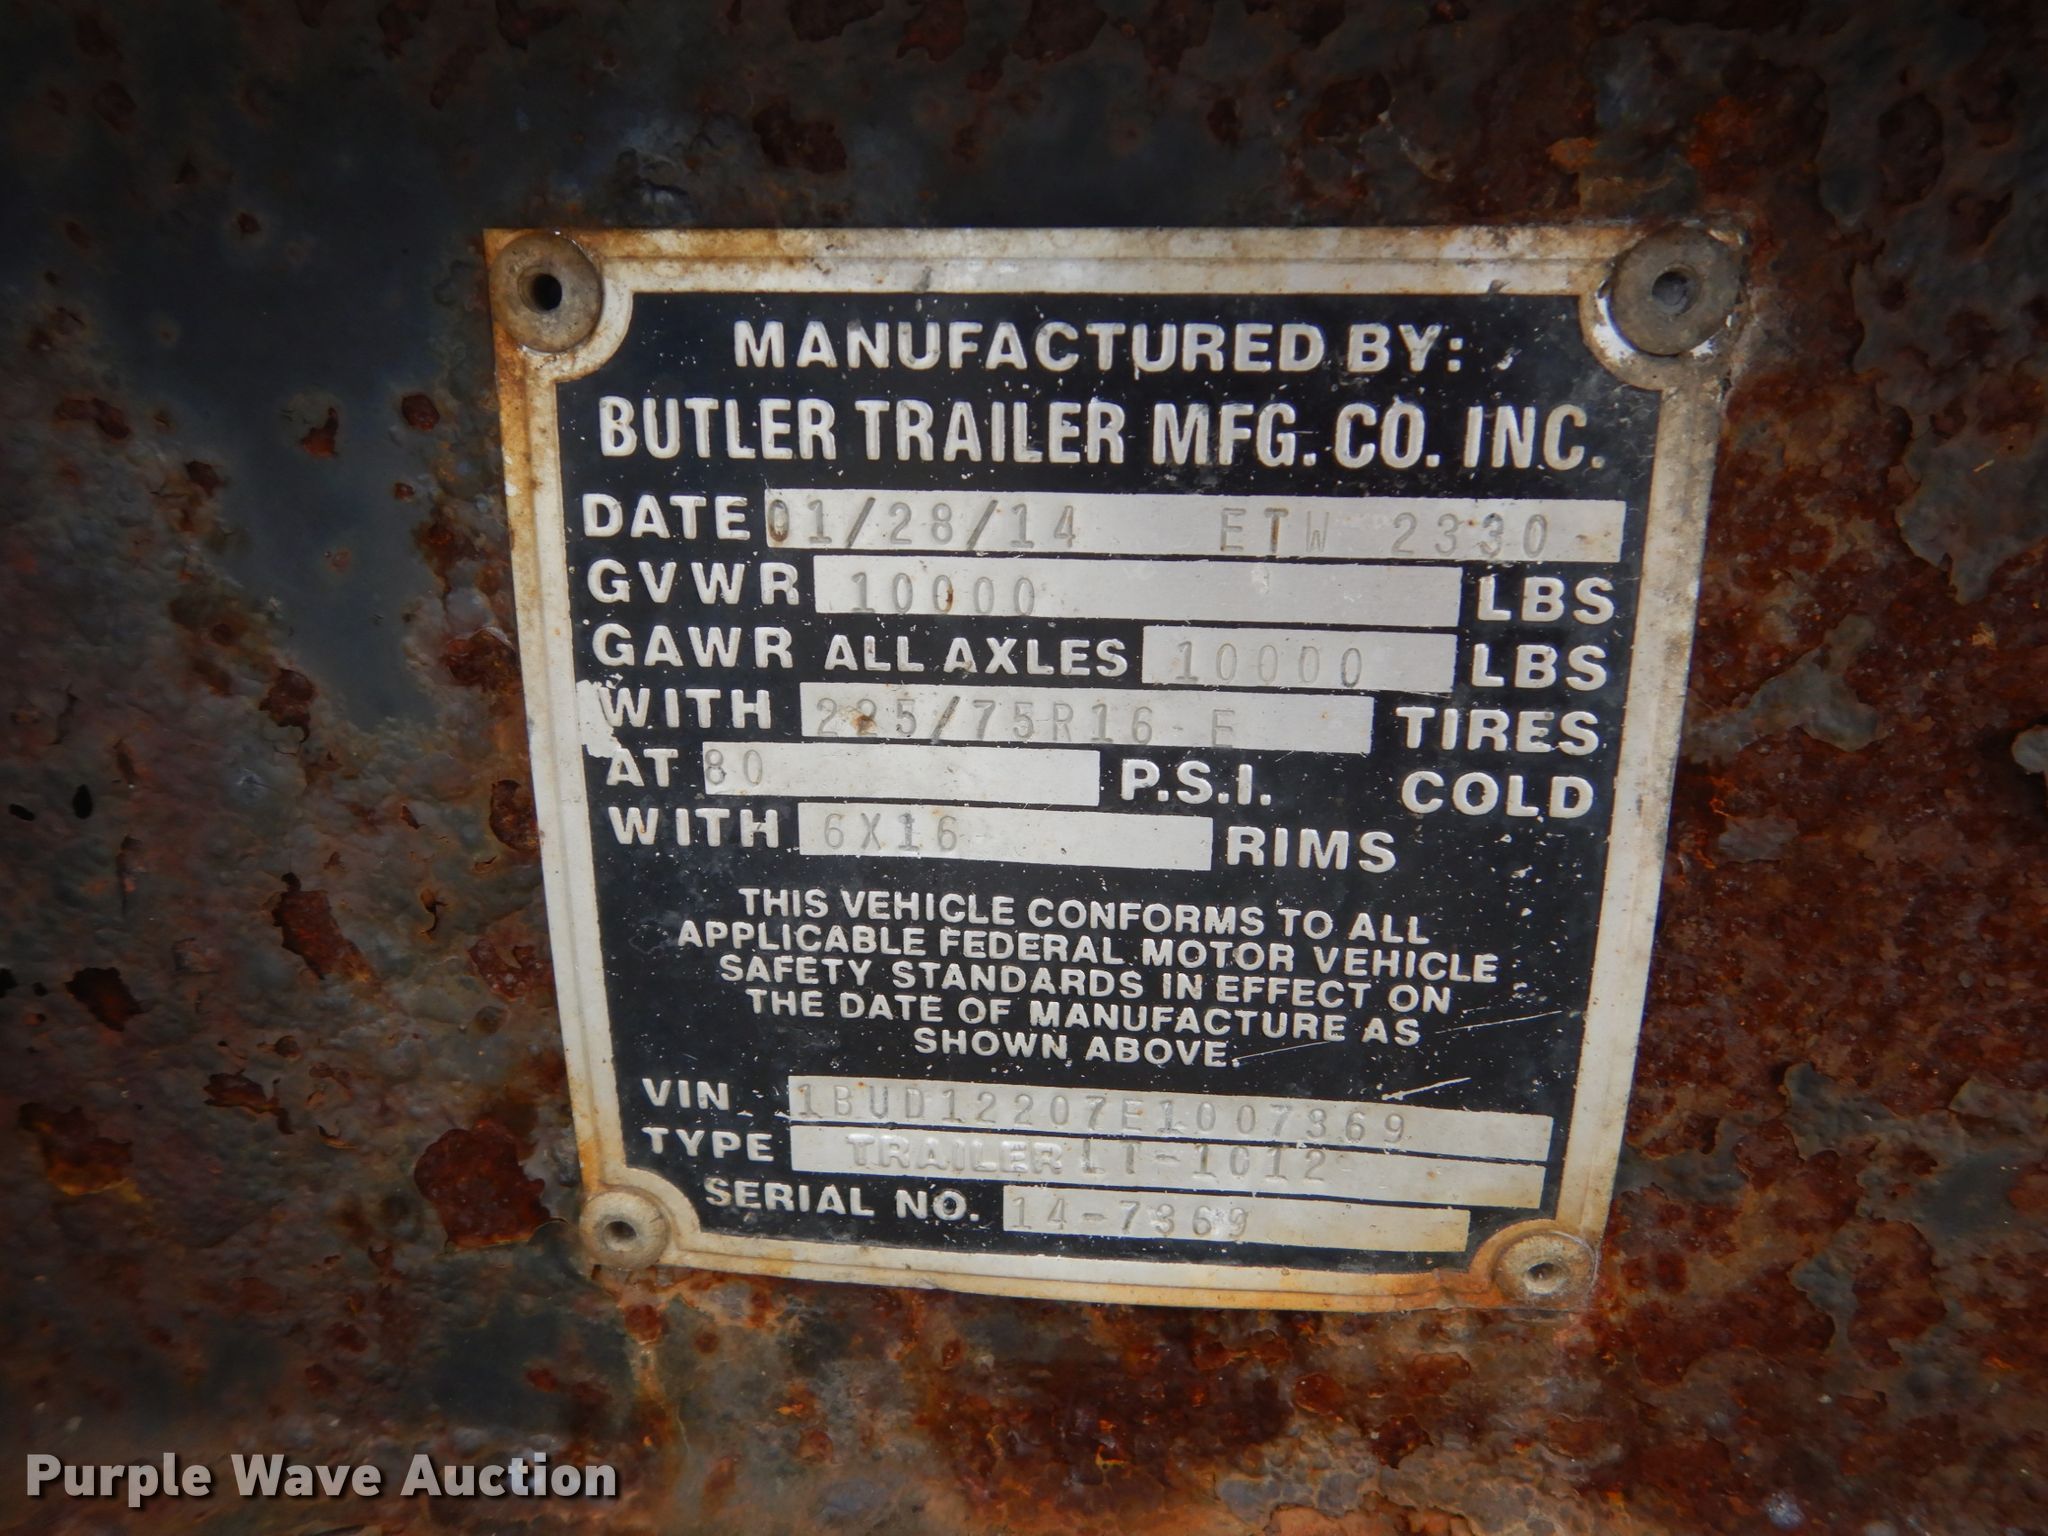 MANUFACTURED BY:
BUTLER TRAILER MFG. CO. INC.
DATE 01/28/14 ETW 2330
GVWR 10000 LBS
GAWR ALL AXLES 10000 LBS
WITH 225/75R16-E TIRES
AT 80 P.S.I. COLD
WITH 6X16 RIMS
THIS VEHICLE CONFORMS TO ALL
APPLICABLE FEDERAL MOTOR VEHICLE
SAFETY STANDARDS IN EFFECT ON
THE DATE OF MANUFACTURE AS
SHOWN ABOVE.
VIN 1BUD12207E1007369
TYPE TRAILER LT-1012
SERIAL NO. 14-7369
Purple Wave Auction